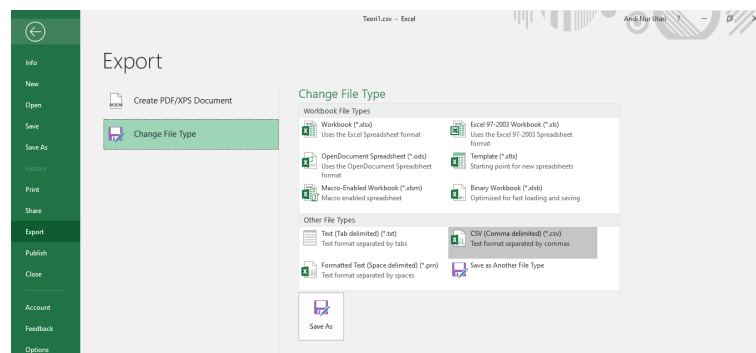 Teori1.csv - Excel
Andi Nur Utari
?
Info
New
Open
Save
Save As
History
Print
Share
Export
Publish
Close
Account
Feedback
Options
Export
Create PDF/XPS Document
Change File Type
Change File Type
Workbook File Types
Workbook (*.xlsx)
Uses the Excel Spreadsheet format
Excel 97-2003 Workbook (*.xls)
Uses the Excel 97-2003 Spreadsheet
format
OpenDocument Spreadsheet (*.ods)
Uses the OpenDocument Spreadsheet
format
Template (*.xltx)
Starting point for new spreadsheets
Macro-Enabled Workbook (*.xlsm)
Macro enabled spreadsheet
Binary Workbook (*.xlsb)
Optimized for fast loading and saving
Other File Types
Text (Tab delimited) (*.txt)
Text format separated by tabs
CSV (Comma delimited) (*.csv)
Text format separated by commas
Formatted Text (Space delimited) (*.prn)
Text format separated by spaces
Save as Another File Type
Save As